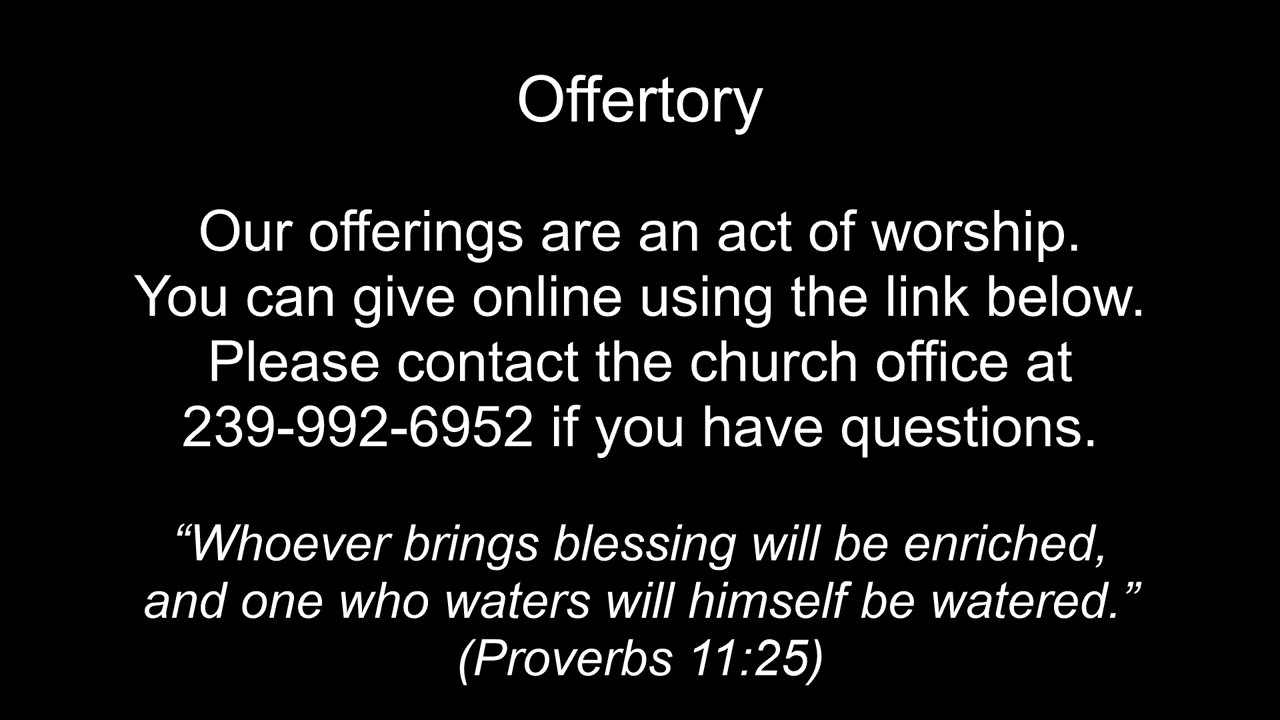 Offertory
Our offerings are an act of worship.
You can give online using the link below.
Please contact the church office at
239-992-6952 if you have questions.
“Whoever brings blessing will be enriched,
and one who waters will himself be watered.”
(Proverbs 11:25)